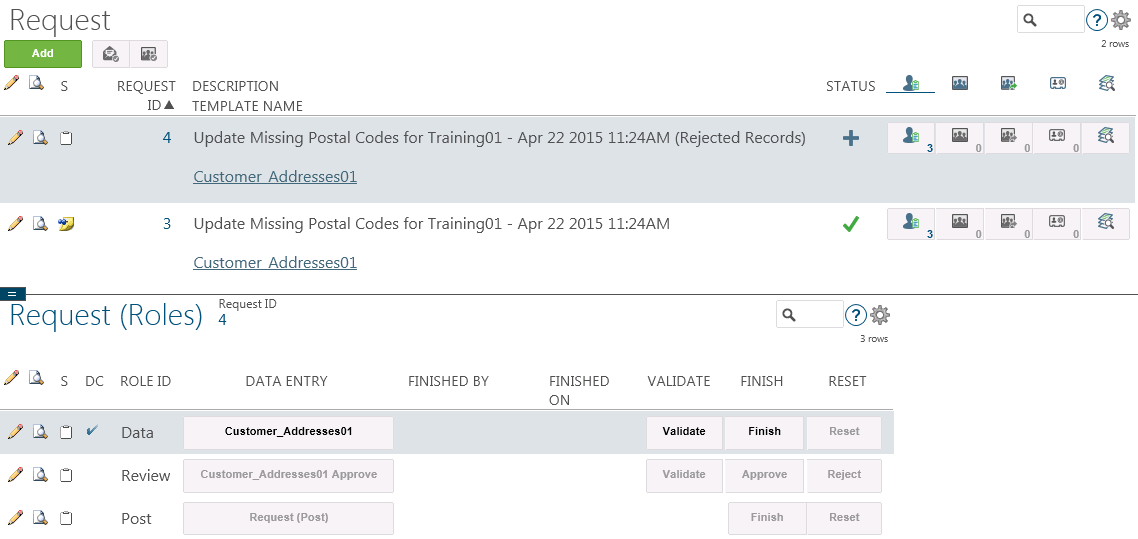 Request
?
2 rows
Add
S REQUEST DESCRIPTION STATUS
ID▲ TEMPLATE NAME
4 Update Missing Postal Codes for Training01 - Apr 22 2015 11:24AM (Rejected Records) 3 0 0 0
Customer_Addresses01
3 Update Missing Postal Codes for Training01 - Apr 22 2015 11:24AM 3 0 0 0
Customer_Addresses01
Request (Roles) Request ID
4
?
3 rows
S DC ROLE ID DATA ENTRY FINISHED BY FINISHED VALIDATE FINISH RESET
ON
Data Customer_Addresses01 Validate Finish Reset
Review Customer_Addresses01 Approve Validate Approve Reject
Post Request (Post) Finish Reset